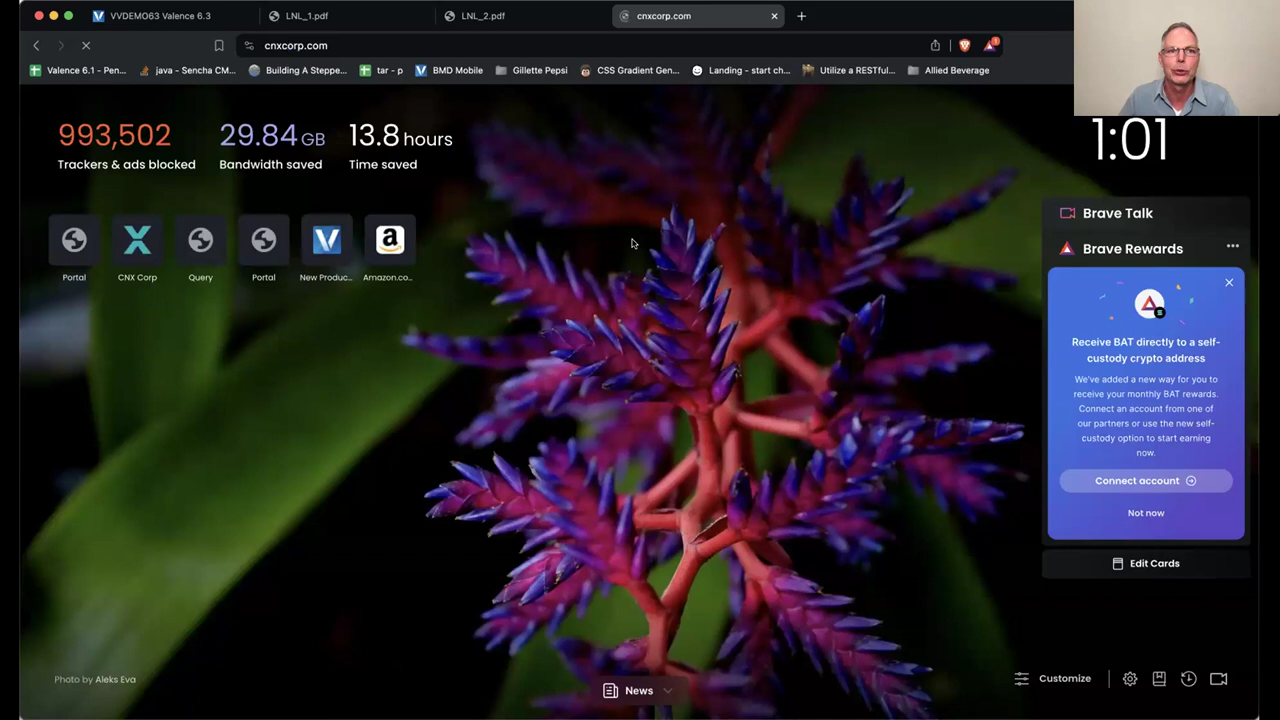 VVDEMO63 Valence 6.3
LNL_1.pdf
LNL_2.pdf
cnxcorp.com
cnxcorp.com
1
Valence 6.1 - Pen...
java - Sencha CM...
Building A Steppe...
tar - p
BMD Mobile
Gillette Pepsi
CSS Gradient Gen...
Landing - start ch...
Utilize a RESTful...
Allied Beverage
993,502
Trackers & ads blocked
29.84 GB
Bandwidth saved
13.8 hours
Time saved
1:01
Portal
CNX Corp
Query
Portal
New Produc...
Amazon.co...
Brave Talk
Brave Rewards
Receive BAT directly to a self-
custody crypto address
We've added a new way for you to
receive your monthly BAT rewards.
Connect an account from one of
our partners or use the new self-
custody option to start earning
now.
Connect account
Not now
Edit Cards
Photo by Aleks Eva
News
Customize